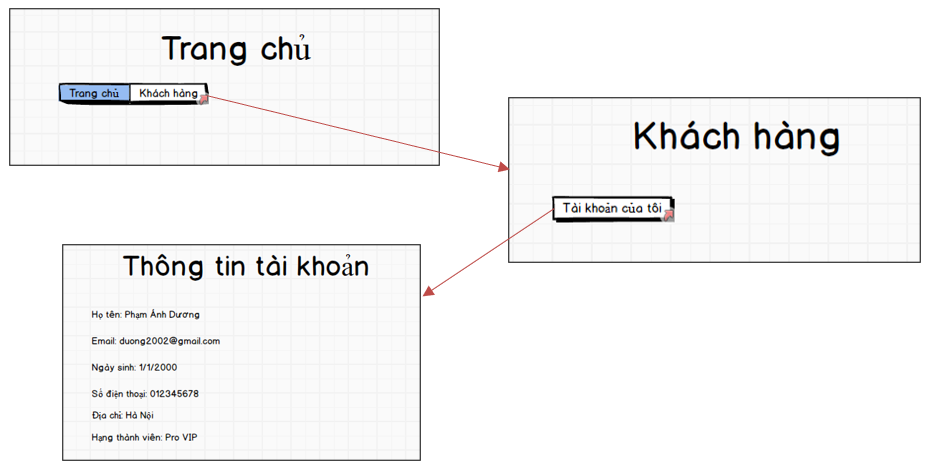 Trang chủ
Trang chủ Khách hàng
Khách hàng
Tài khoản của tôi
Thông tin tài khoản
Họ tên: Phạm Ánh Dương
Email: duong2002@gmail.com
Ngày sinh: 1/1/2000
Số điện thoại: 012345678
Địa chỉ: Hà Nội
Hạng thành viên: Pro VIP